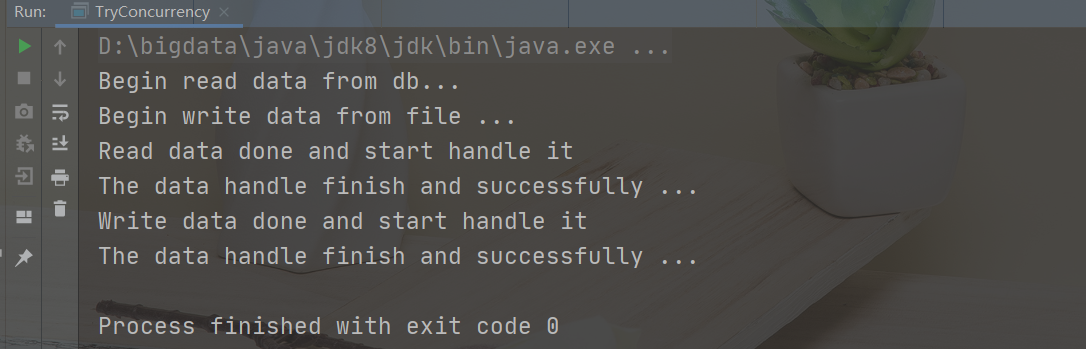 Run: TryConcurrency
D:\bigdata\java\jdk8\jdk\bin\java.exe ...
Begin read data from db...
Begin write data from file ...
Read data done and start handle it
The data handle finish and successfully ...
Write data done and start handle it
The data handle finish and successfully ...
Process finished with exit code 0